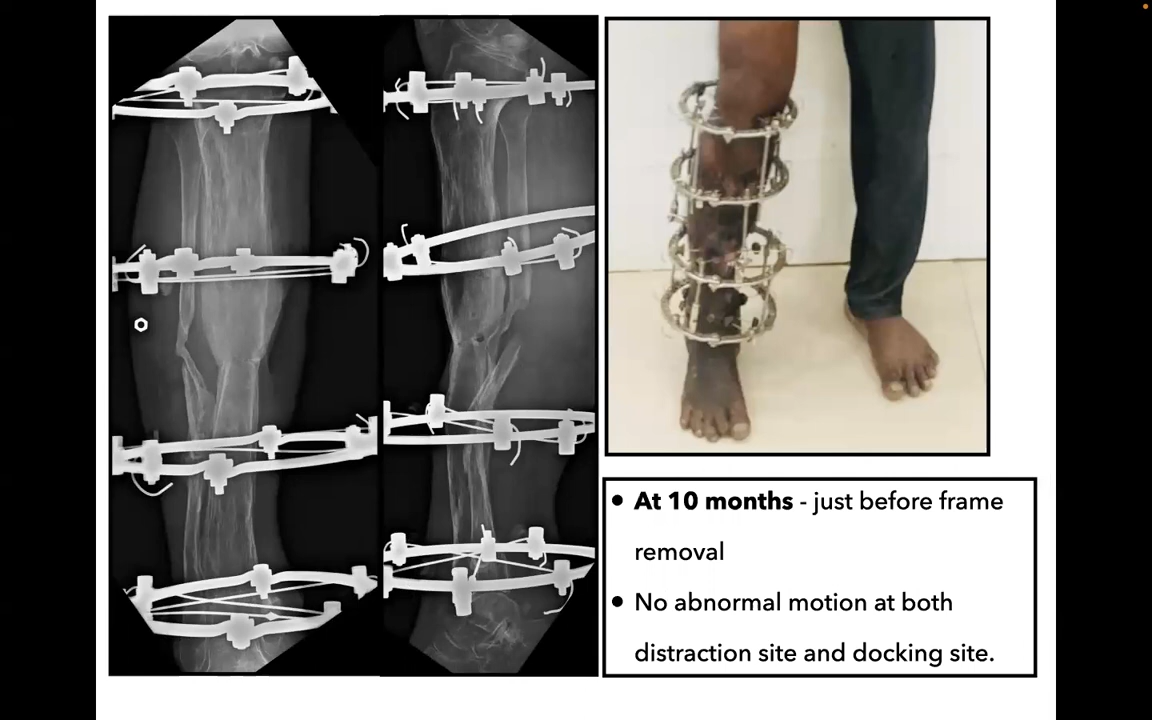 • At 10 months - just before frame
removal
• No abnormal motion at both
distraction site and docking site.